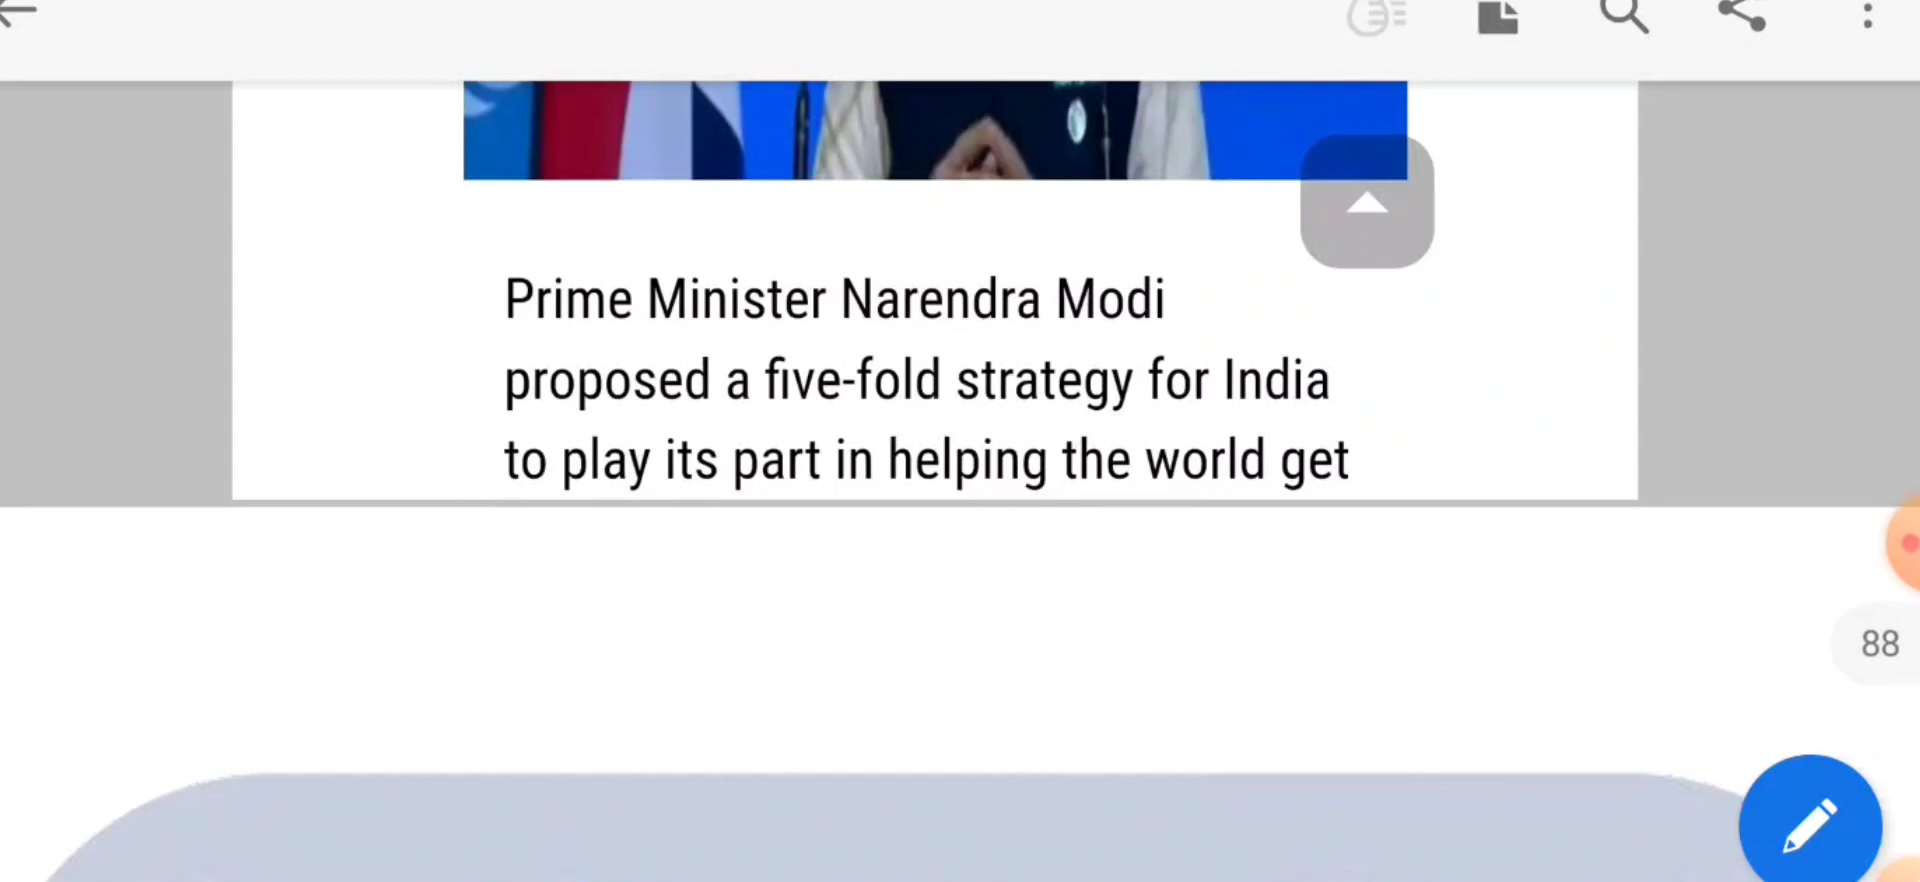 Prime Minister Narendra Modi
proposed a five-fold strategy for India
to play its part in helping the world get
88